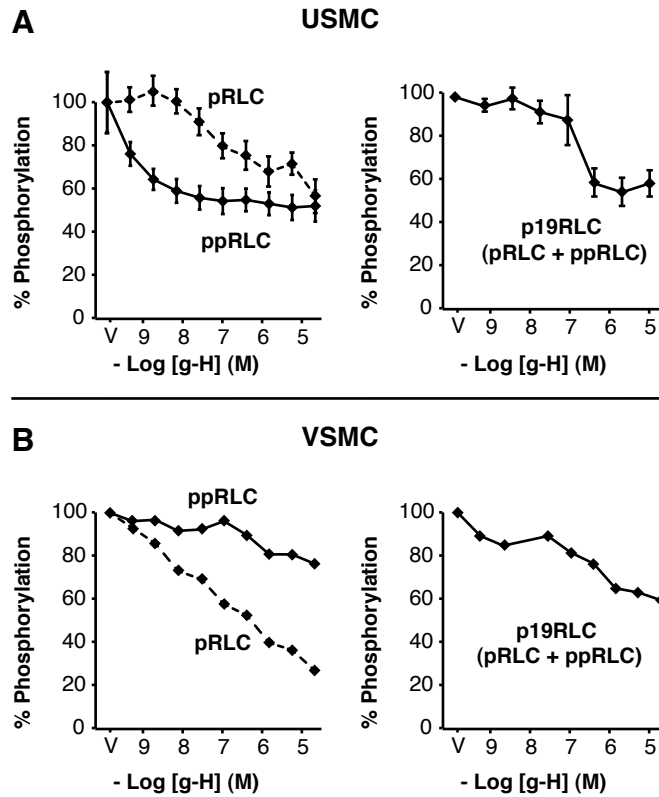 A
USMC
% Phosphorylation
100
80
60
40
20
0
pRLC
ppRLC
V 9 8 7 6 5
- Log [g-H] (M)
% Phosphorylation
100
80
60
40
20
0
p19RLC
(pRLC + ppRLC)
V 9 8 7 6 5
- Log [g-H] (M)
B
VSMC
% Phosphorylation
100
80
60
40
20
0
ppRLC
pRLC
V 9 8 7 6 5
- Log [g-H] (M)
% Phosphorylation
100
80
60
40
20
0
p19RLC
(pRLC + ppRLC)
V 9 8 7 6 5
- Log [g-H] (M)